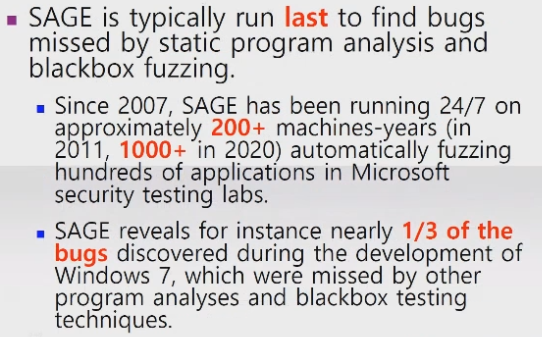 SAGE is typically run last to find bugs
missed by static program analysis and
blackbox fuzzing.
Since 2007, SAGE has been running 24/7 on
approximately 200+ machines-years (in
2011, 1000+ in 2020) automatically fuzzing
hundreds of applications in Microsoft
security testing labs.
SAGE reveals for instance nearly 1/3 of the
bugs discovered during the development of
Windows 7, which were missed by other
program analyses and blackbox testing
techniques.